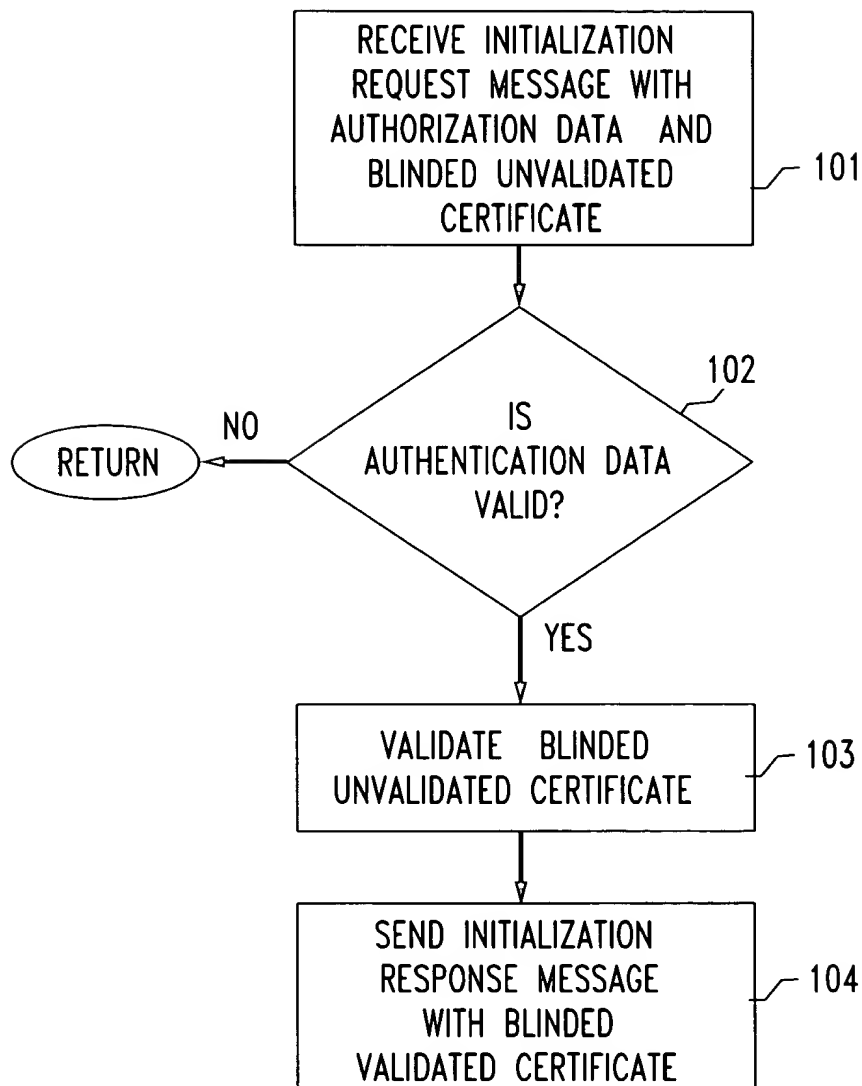 RECEIVE INITIALIZATION
REQUEST MESSAGE WITH
AUTHORIZATION DATA AND
BLINDED UNVALIDATED
CERTIFICATE
101
102
IS
AUTHENTICATION DATA
VALID?
NO
RETURN
YES
VALIDATE BLINDED
UNVALIDATED CERTIFICATE
103
SEND INITIALIZATION
RESPONSE MESSAGE
WITH BLINDED
VALIDATED CERTIFICATE
104